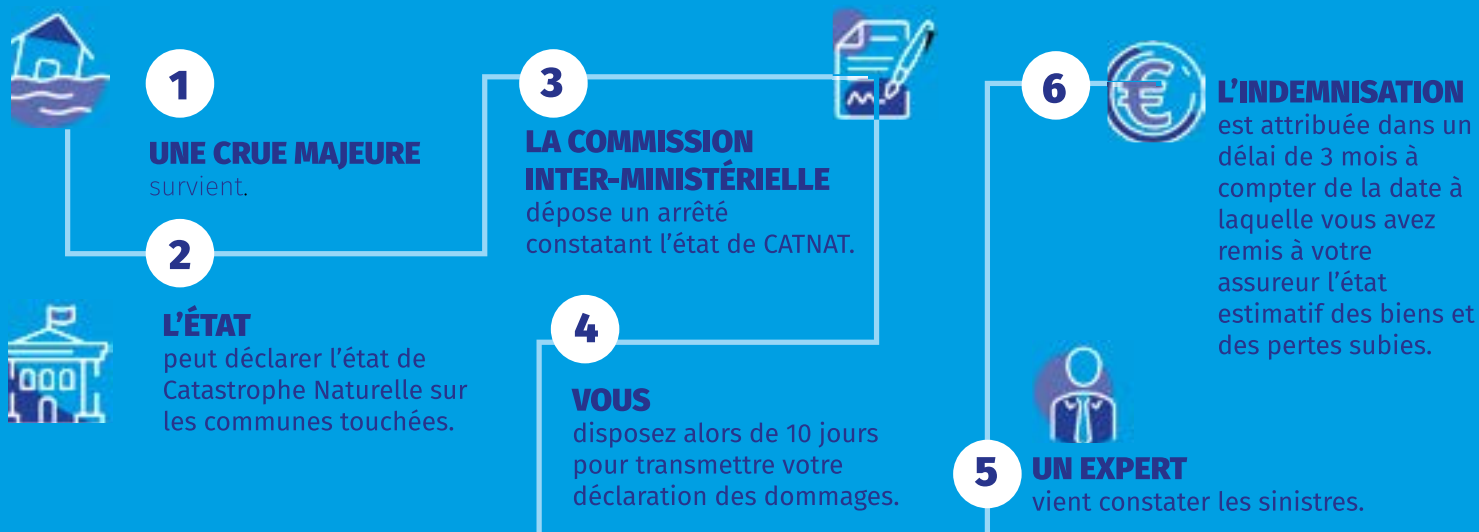 1
UNE CRUE MAJEURE
survient.
2
L'ÉTAT
peut déclarer l'état de
Catastrophe Naturelle sur
les communes touchées.
3
LA COMMISSION
INTER-MINISTÉRIELLE
dépose un arrêté
constatant l'état de CATNAT.
4
VOUS
disposez alors de 10 jours
pour transmettre votre
déclaration des dommages.
5
UN EXPERT
vient constater les sinistres.
6
L'INDEMNISATION
est attribuée dans un
délai de 3 mois à
compter de la date à
laquelle vous avez
remis à votre
assureur l'état
estimatif des biens et
des pertes subies.